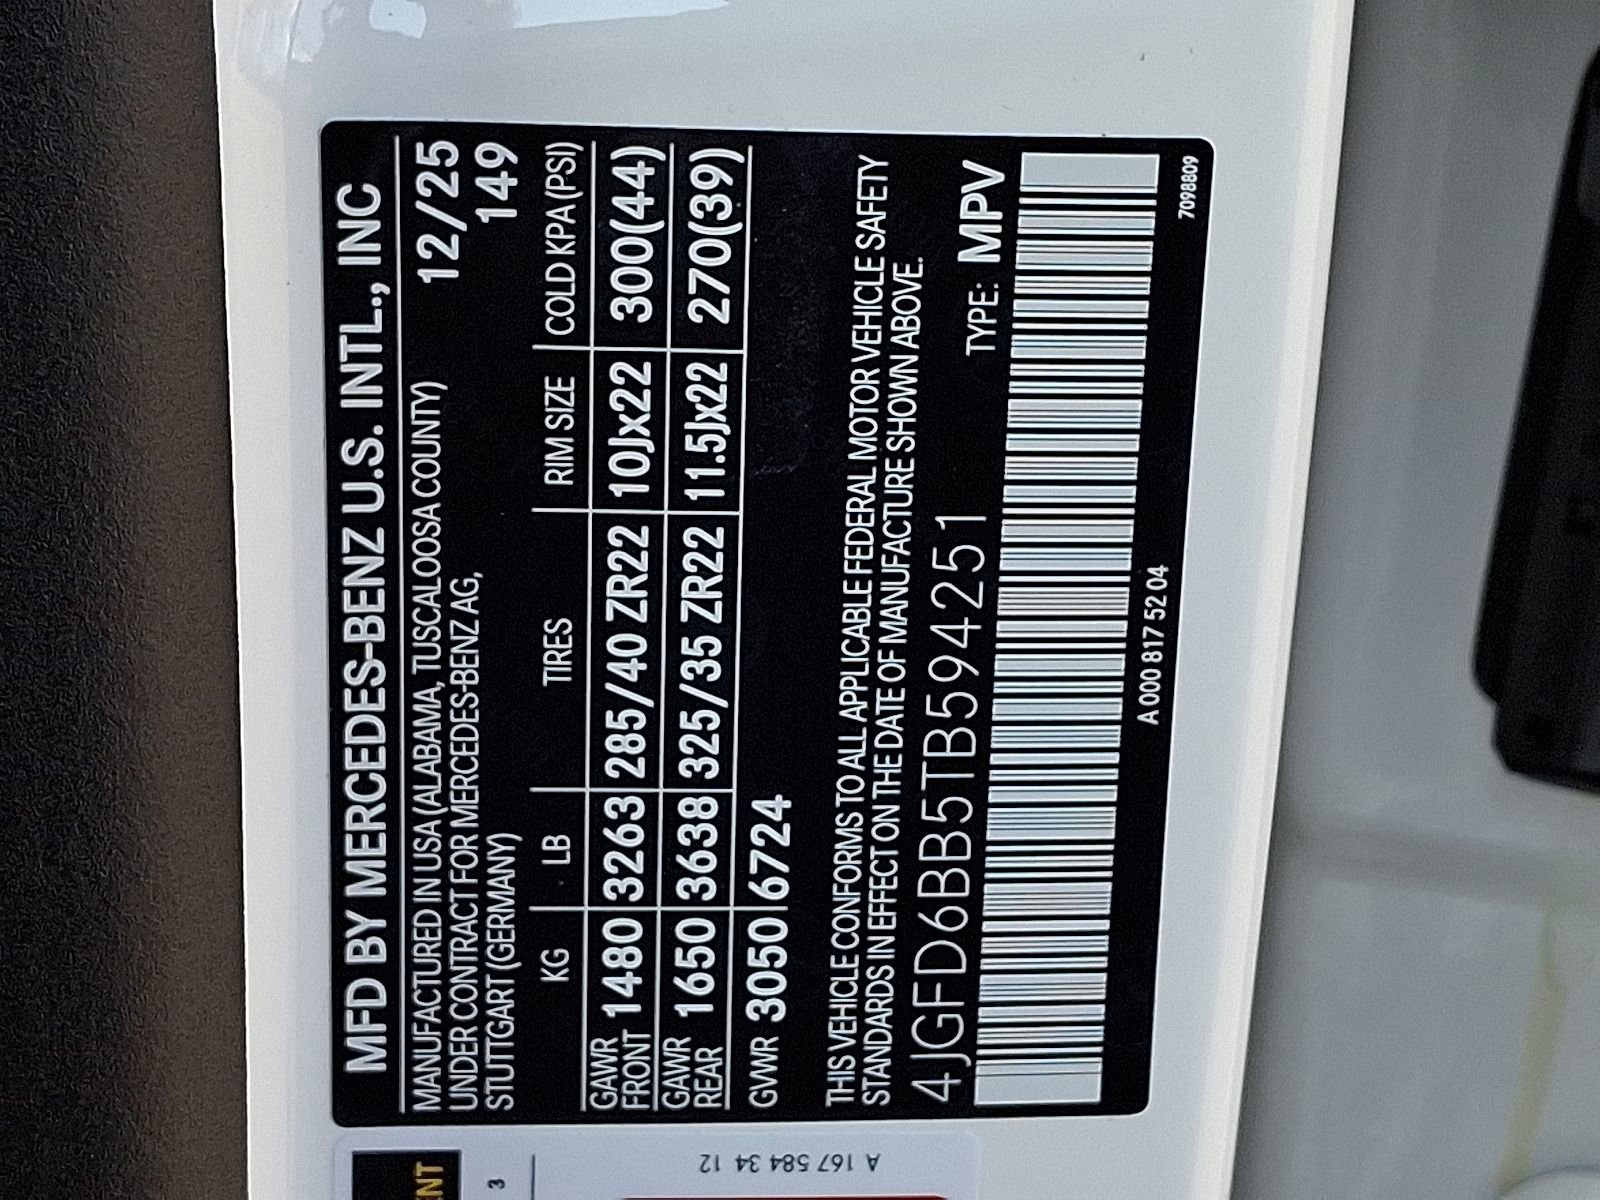 MFD BY MERCEDES-BENZ U.S. INTL., INC
MANUFACTURED IN USA (ALABAMA, TUSCALOOSA COUNTY) 12/25
UNDER CONTRACT FOR MERCEDES-BENZ AG, 149
STUTTGART (GERMANY)
KG LB TIRES RIM SIZE COLD KPA(PSI)
GAWR FRONT 1480 3263 285/40 ZR22 10Jx22 300(44)
GAWR REAR 1650 3638 325/35 ZR22 11.5Jx22 270(39)
GVWR 3050 6724
THIS VEHICLE CONFORMS TO ALL APPLICABLE FEDERAL MOTOR VEHICLE SAFETY
STANDARDS IN EFFECT ON THE DATE OF MANUFACTURE SHOWN ABOVE.
4JGFD6BB5TB594251 TYPE: MPV
A 000 817 52 04 7098809
ENT
3
A 167 584 34 12